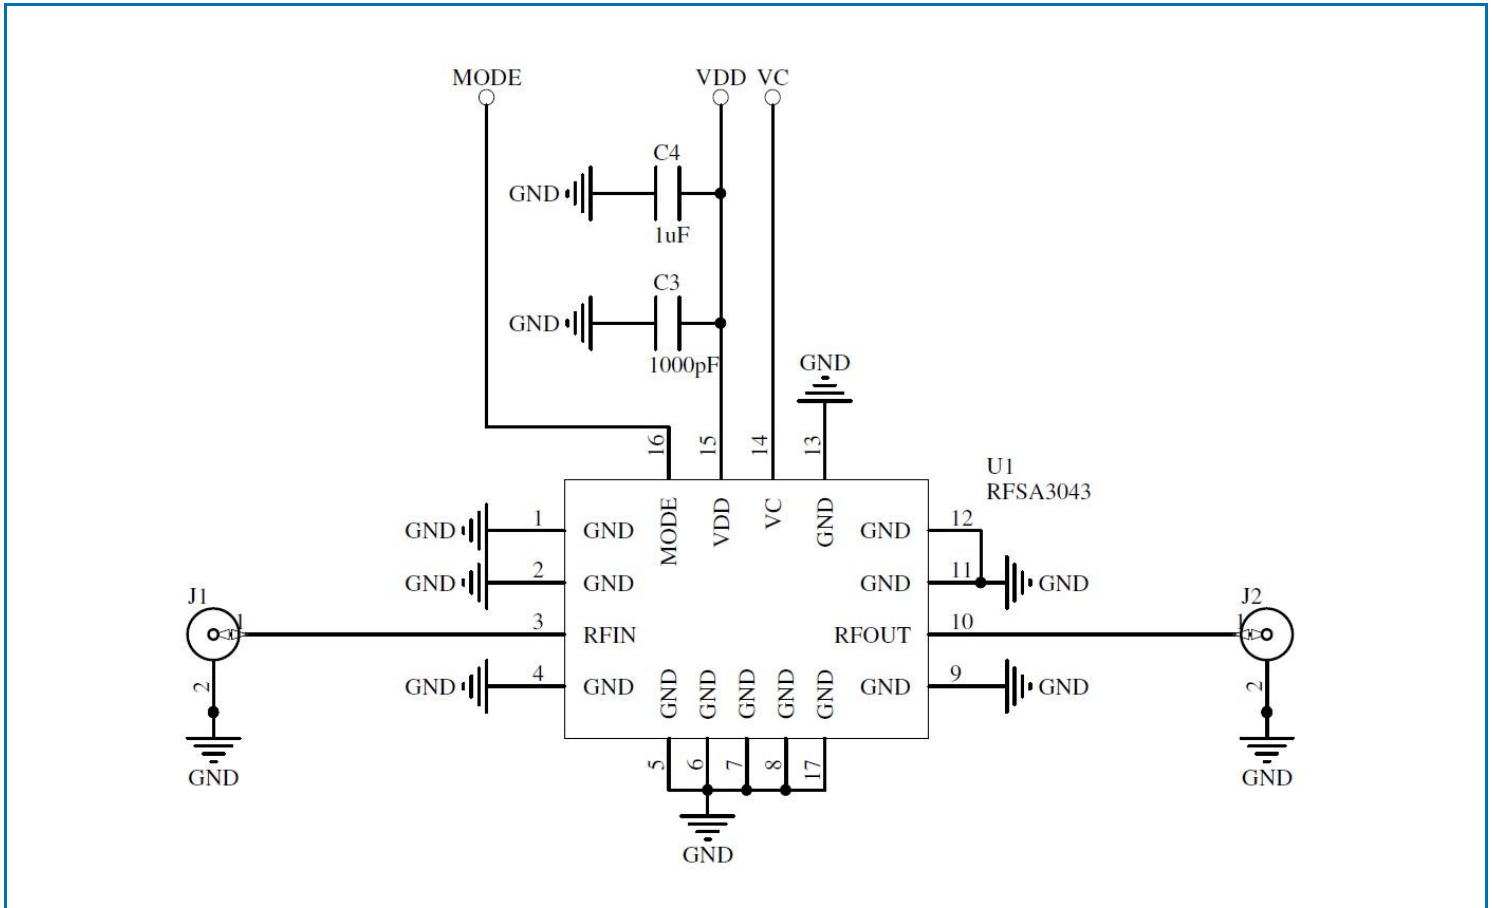 MODE
VDD VC
C4
GND
1uF
C3
GND
1000pF
GND
16
15
14
13
U1
RFSA3043
GND 1 GND
MODE
VDD
VC
GND
GND 12
GND 2 GND
GND 11 GND
J1
1
3 RFIN
RFOUT 10
J2
1
GND 4 GND
GND
GND
GND
GND
GND
GND 9 GND
2
2
5
6
7
8
17
GND
GND
GND